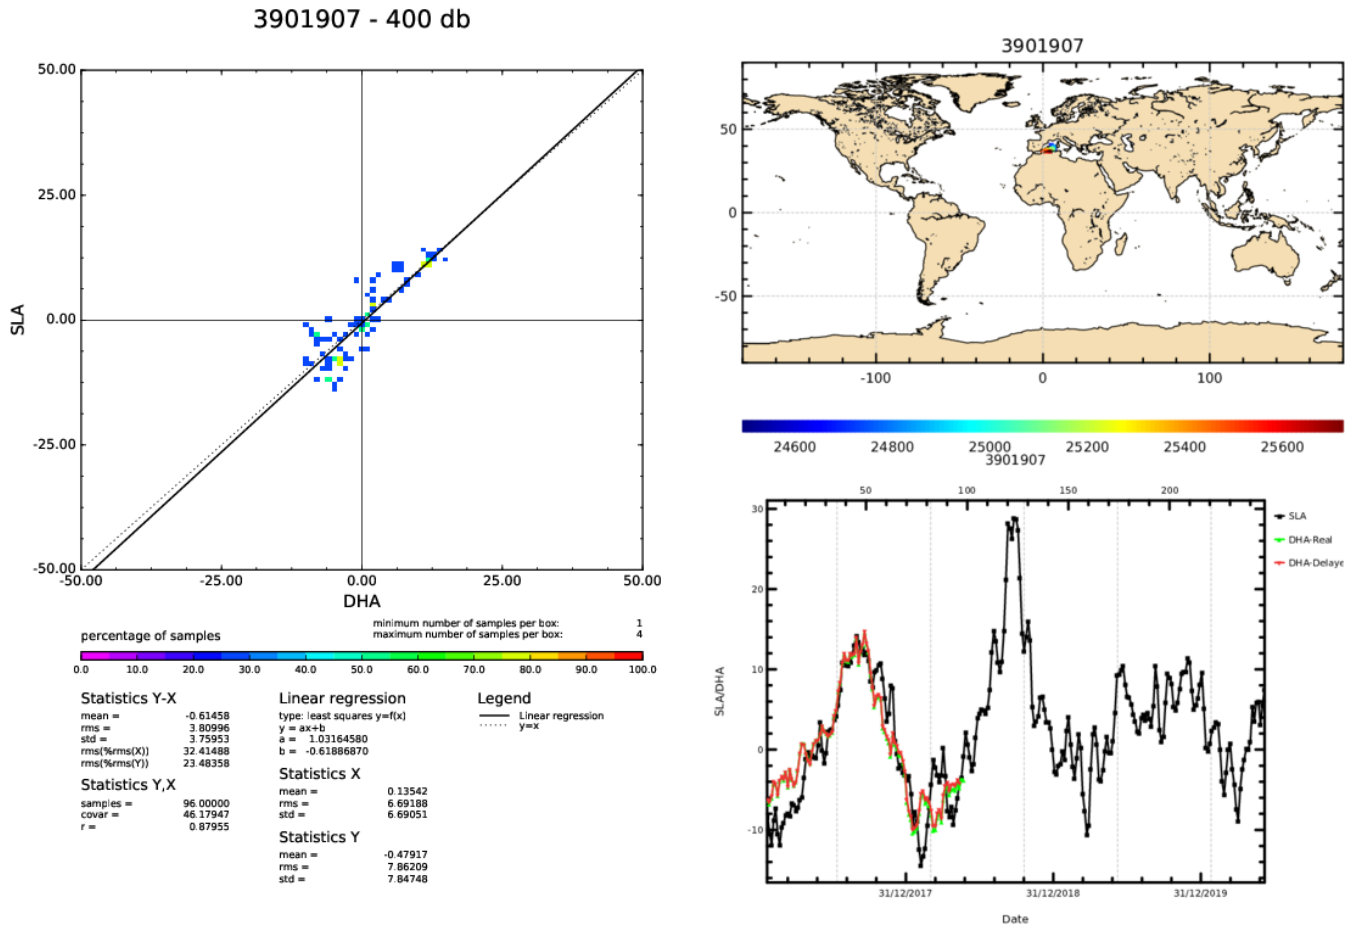 3901907 - 400 db
50.00
25.00
0.00
-25.00
-50.00
SLA
-50.00 -25.00 0.00 25.00 50.00
DHA
minimum number of samples per box: 1
maximum number of samples per box: 4
percentage of samples
0.0 10.0 20.0 30.0 40.0 50.0 60.0 70.0 80.0 90.0 100.0
Statistics Y-X
mean = -0.61458
rms = 3.80996
std = 3.75953
rms(%rms(X)) 32.41488
rms(%rms(Y)) 23.48358
Statistics Y,X
samples = 96.00000
covar = 46.17947
r = 0.87955
Linear regression
type: least squares y=f(x)
y = ax+b
a = 1.03164580
b = -0.61886870
Statistics X
mean = 0.13542
rms = 6.69188
std = 6.69051
Statistics Y
mean = -0.47917
rms = 7.86209
std = 7.84748
Legend
Linear regression
y=x
3901907
50
0
-50
-100 0 100
24600 24800 25000 25200 25400 25600
3901907
50 100 150 200
30
20
10
0
-10
SLA/DHA
31/12/2017 31/12/2018 31/12/2019
Date
SLA
DHA-Real
DHA-Delaye